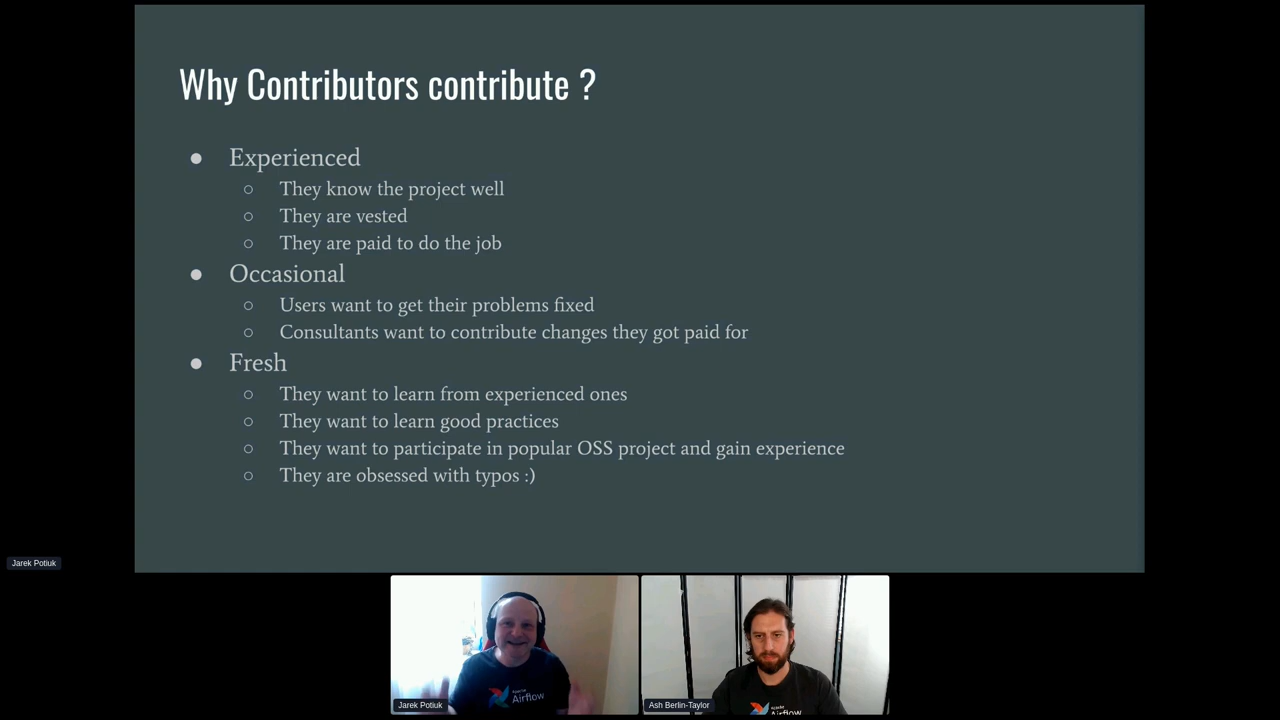 Why Contributors contribute ?
● Experienced
○ They know the project well
○ They are vested
○ They are paid to do the job
● Occasional
○ Users want to get their problems fixed
○ Consultants want to contribute changes they got paid for
● Fresh
○ They want to learn from experienced ones
○ They want to learn good practices
○ They want to participate in popular OSS project and gain experience
○ They are obsessed with typos :)
Jarek Potiuk
Apache
Airflow
Jarek Potiuk
Apache
Airflow
Ash Berlin-Taylor